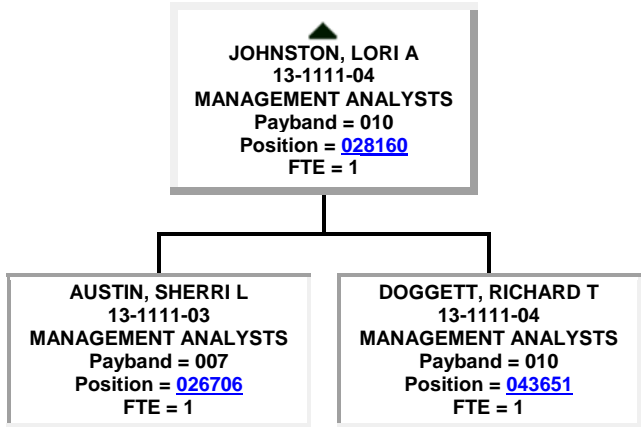 JOHNSTON, LORI A
13-1111-04
MANAGEMENT ANALYSTS
Payband = 010
Position = 028160
FTE = 1
AUSTIN, SHERRI L
13-1111-03
MANAGEMENT ANALYSTS
Payband = 007
Position = 026706
FTE = 1
DOGGETT, RICHARD T
13-1111-04
MANAGEMENT ANALYSTS
Payband = 010
Position = 043651
FTE = 1